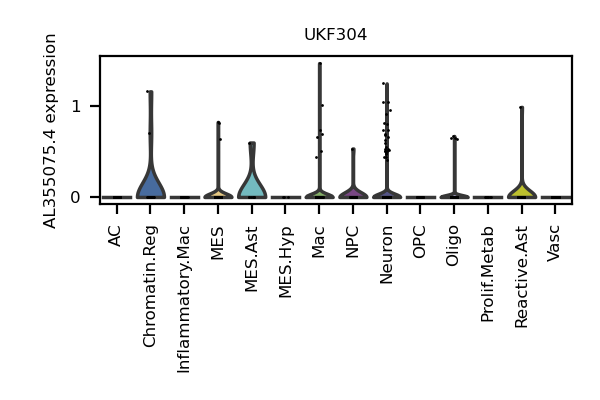 UKF304
AL355075.4 expression
1
0
AC
Chromatin.Reg
Inflammatory.Mac
MES
MES.Ast
MES.Hyp
Mac
NPC
Neuron
OPC
Oligo
Prolif.Metab
Reactive.Ast
Vasc